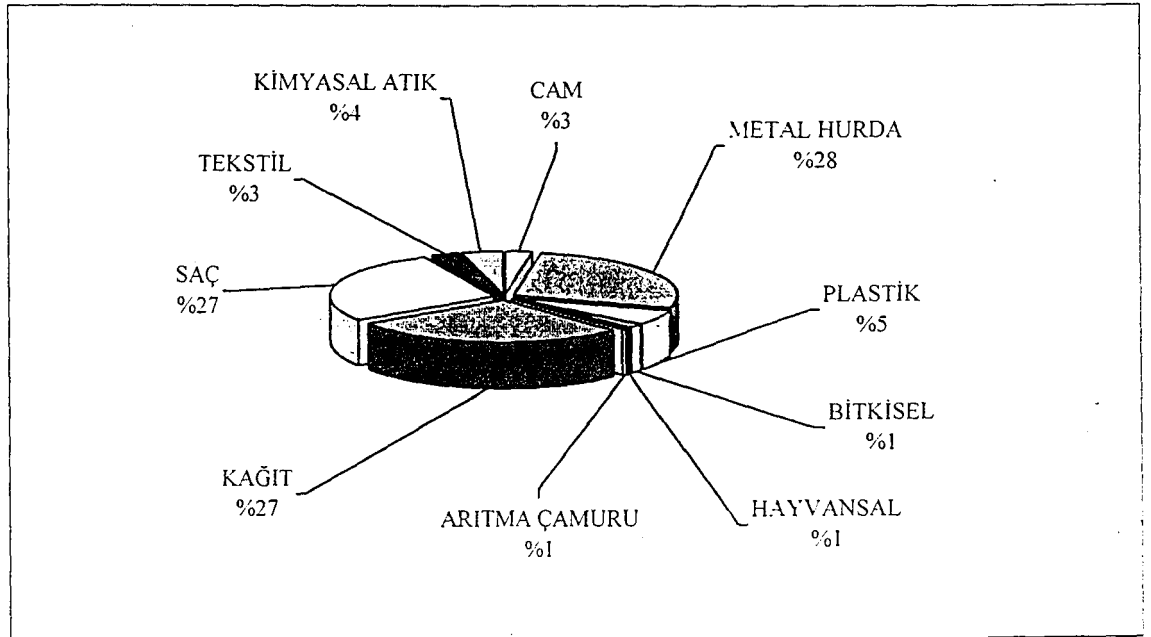 KİMYASAL ATIK
%4
CAM
%3
METAL HURDA
%28
TEKSTİL
%3
SAÇ
%27
PLASTİK
%5
BİTKİSEL
%1
KAĞIT
%27
ARITMA ÇAMURU
%1
HAYVANSAL
%1